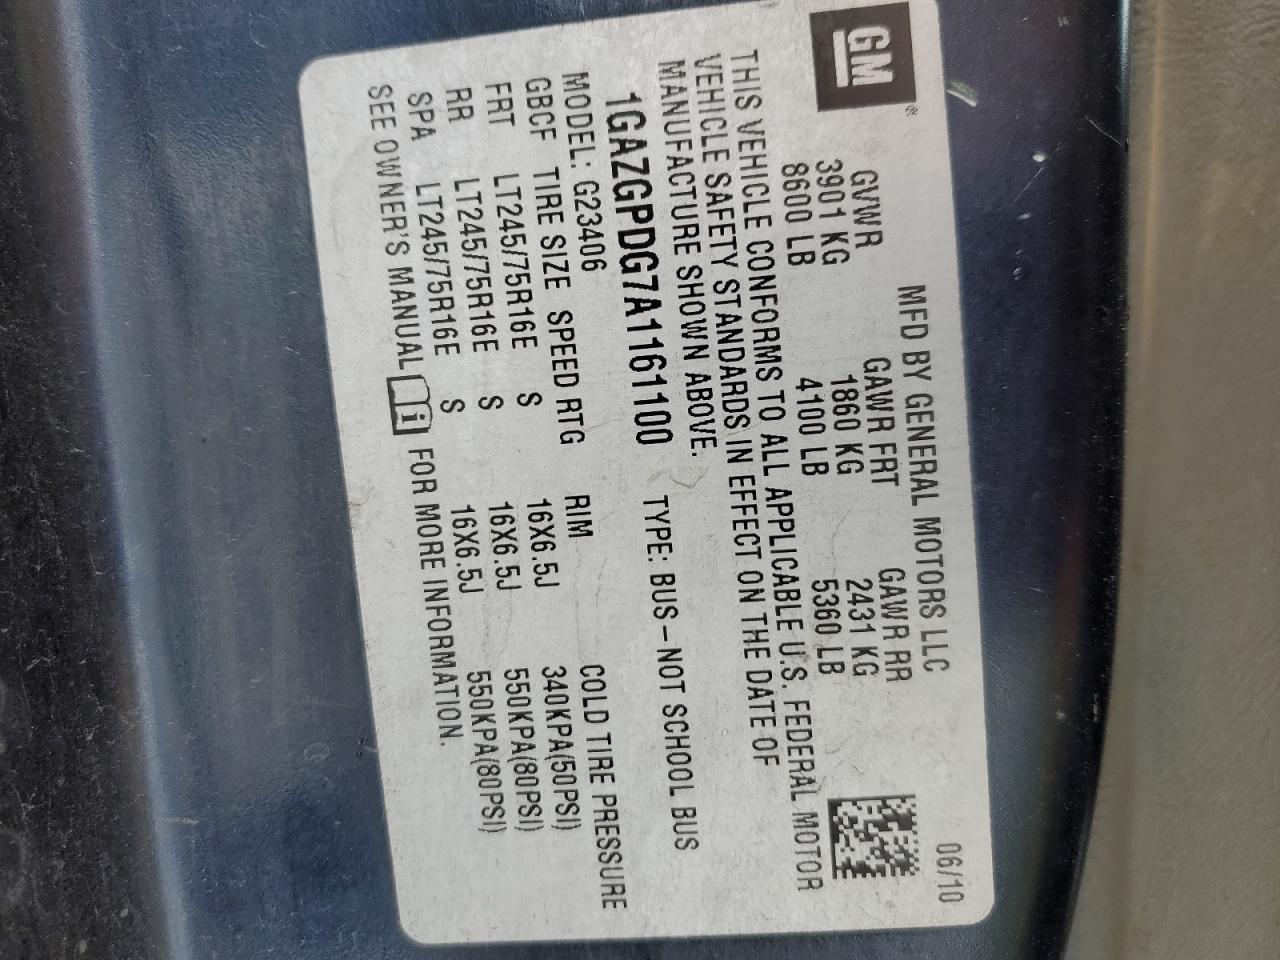 GM®
MFD BY GENERAL MOTORS LLC 06/10
GVWR GAWR FRT GAWR RR
3901 KG 1860 KG 2431 KG
8600 LB 4100 LB 5360 LB
THIS VEHICLE CONFORMS TO ALL APPLICABLE U.S. FEDERAL MOTOR
VEHICLE SAFETY STANDARDS IN EFFECT ON THE DATE OF
MANUFACTURE SHOWN ABOVE.
1GAZGPDG7A1161100 TYPE: BUS–NOT SCHOOL BUS
MODEL: G23406
GBCF TIRE SIZE SPEED RTG RIM COLD TIRE PRESSURE
FRT LT245/75R16E S 16X6.5J 340KPA(50PSI)
RR LT245/75R16E S 16X6.5J 550KPA(80PSI)
SPA LT245/75R16E S 16X6.5J 550KPA(80PSI)
SEE OWNER'S MANUAL i FOR MORE INFORMATION.